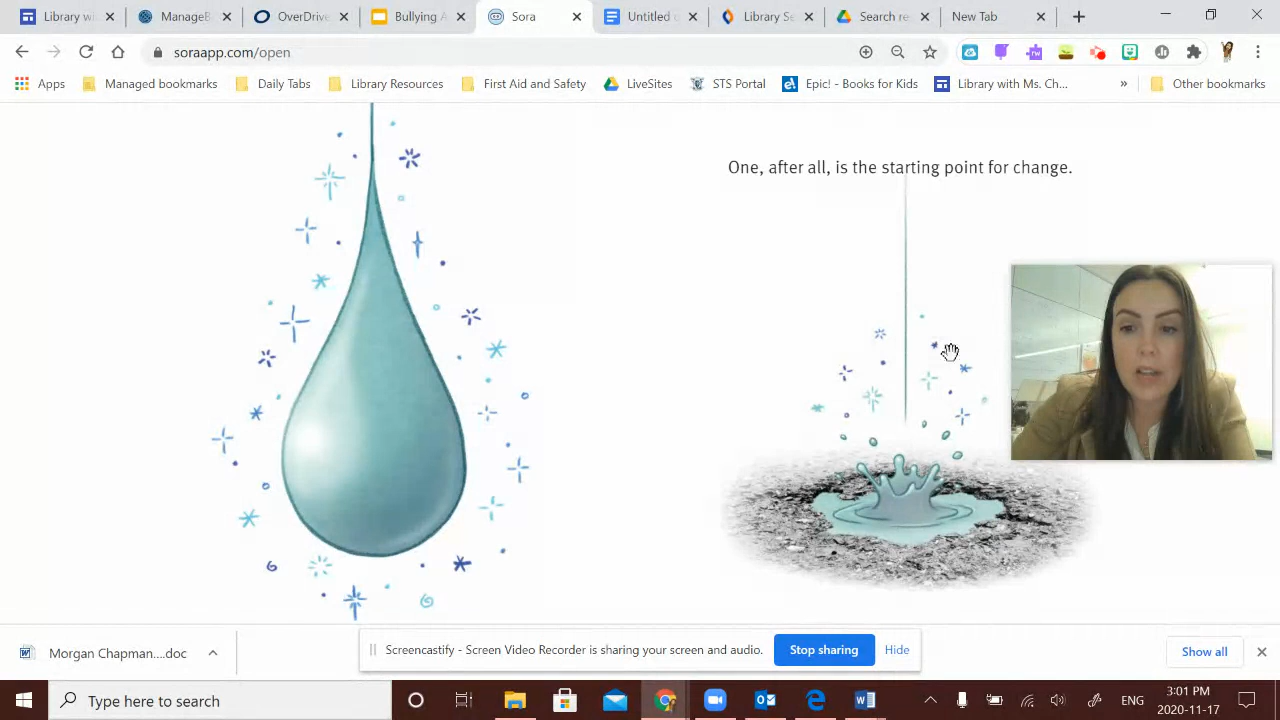 Library wi
ManageB
OverDrive
Bullying A
Sora
Untitled
Library Se
Search re
New Tab
soraapp.com/open
Apps
Managed bookmarks
Daily Tabs
Library Resources
First Aid and Safety
LiveSites
STS Portal
Epic! - Books for Kids
Library with Ms. Ch...
»
Other bookmarks
One, after all, is the starting point for change.
Morgan Chapman....doc
Screencastify - Screen Video Recorder is sharing your screen and audio.
Stop sharing
Hide
Show all
Type here to search
ENG
3:01 PM
2020-11-17